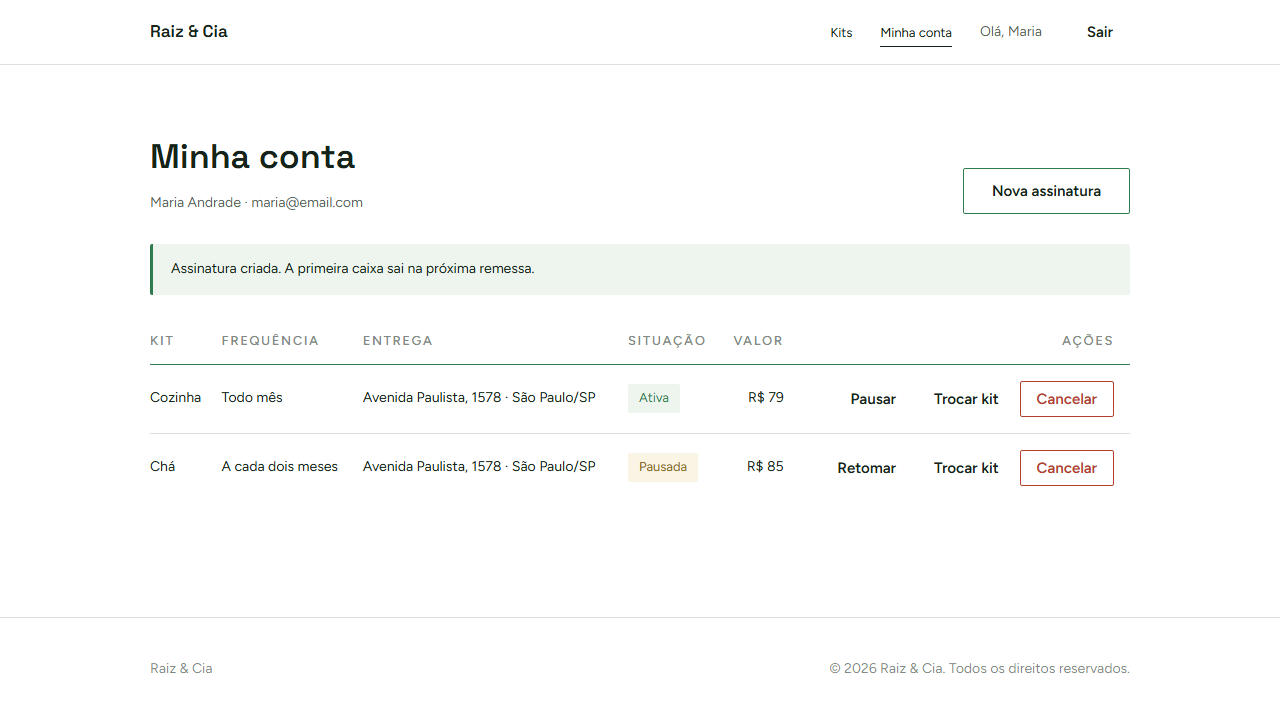 Raiz & Cia
Kits
Minha conta
Olá, Maria
Sair
Minha conta
Maria Andrade · maria@email.com
Nova assinatura
Assinatura criada. A primeira caixa sai na próxima remessa.
KIT FREQUÊNCIA ENTREGA SITUAÇÃO VALOR AÇÕES
Cozinha Todo mês Avenida Paulista, 1578 · São Paulo/SP Ativa R$ 79 Pausar Trocar kit Cancelar
Chá A cada dois meses Avenida Paulista, 1578 · São Paulo/SP Pausada R$ 85 Retomar Trocar kit Cancelar
Raiz & Cia
© 2026 Raiz & Cia. Todos os direitos reservados.